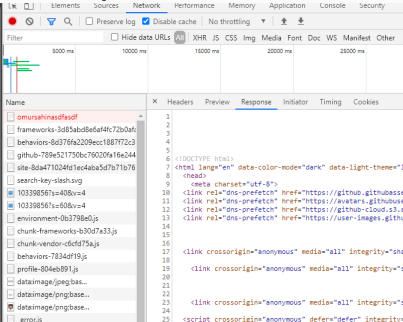 Elements Sources Network Performance Memory Application Console Security
Preserve log Disable cache No throttling
Filter Hide data URLs All XHR JS CSS Img Media Font Doc WS Manifest Other
5000 ms 10000 ms 15000 ms 20000 ms 25000 ms
Name × Headers Preview Response Initiator Timing Cookies
omursahinasdfasdf
frameworks-3d85abd8e6af4fc72b0afa
behaviors-8d376fa2209ecc1887f72c3
github-789e521750bc76020fa16e244
site-8da471024fd1ec4aba5d7b71b76
search-key-slash.svg
10339856?s=40&v=4
10339856?s=60&v=4
environment-0b3798e0.js
chunk-frameworks-b30d7a33.js
chunk-vendor-c6cfd75a.js
behaviors-7834df19.js
profile-804eb891.js
dataimage/jpeg;bas...
dataimage/png;base...
dataimage/png;base...
error.js
1
2
3
4
5
6 <!DOCTYPE html>
7 <html lang="en" data-color-mode="dark" data-light-theme="l
8 <head>
9 <meta charset="utf-8">
10 <link rel="dns-prefetch" href="https://github.githubasse
11 <link rel="dns-prefetch" href="https://avatars.githubuse
12 <link rel="dns-prefetch" href="https://github-cloud.s3.a
13 <link rel="dns-prefetch" href="https://user-images.githu
14
15
16
17 <link crossorigin="anonymous" media="all" integrity="sha
18
19 <link crossorigin="anonymous" media="all" integrity="s
20
21
22
23 <link crossorigin="anonymous" media="all" integrity="s
24
25 <script crossorigin="anonymous" defer="defer" integrity=